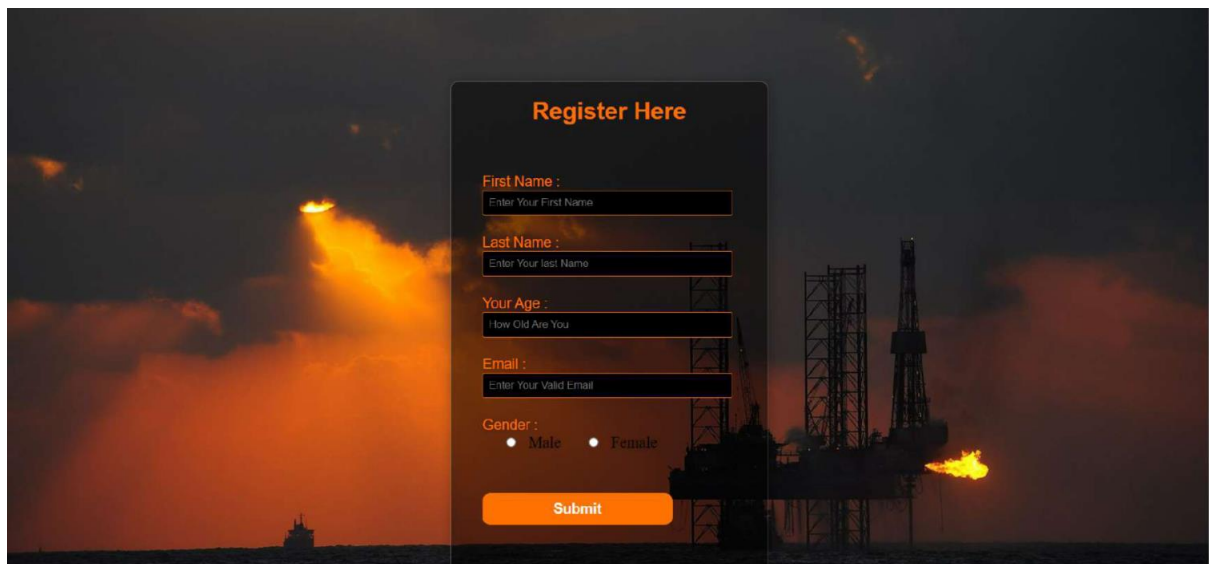 Register Here
First Name :
Enter Your First Name
Last Name :
Enter Your last Name
Your Age :
How Old Are You
Email :
Enter Your Valid Email
Gender :
Male Female
Submit